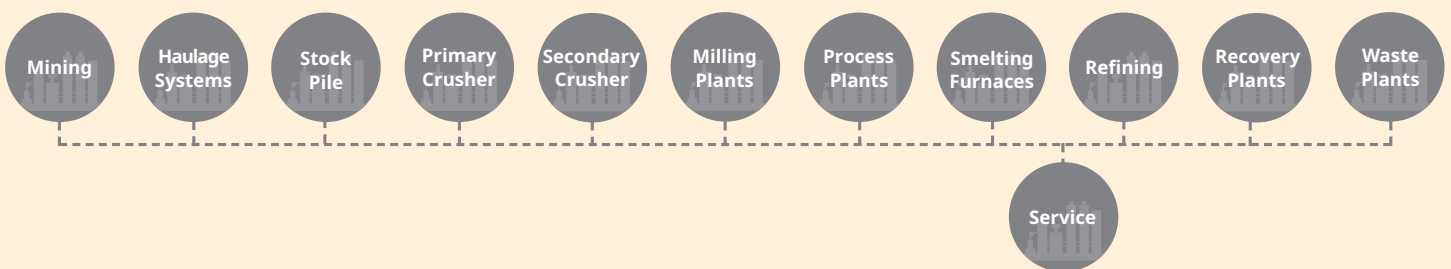 Mining
Haulage
Systems
Stock
Pile
Primary
Crusher
Secondary
Crusher
Milling
Plants
Process
Plants
Smelting
Furnaces
Refining
Recovery
Plants
Waste
Plants
Service